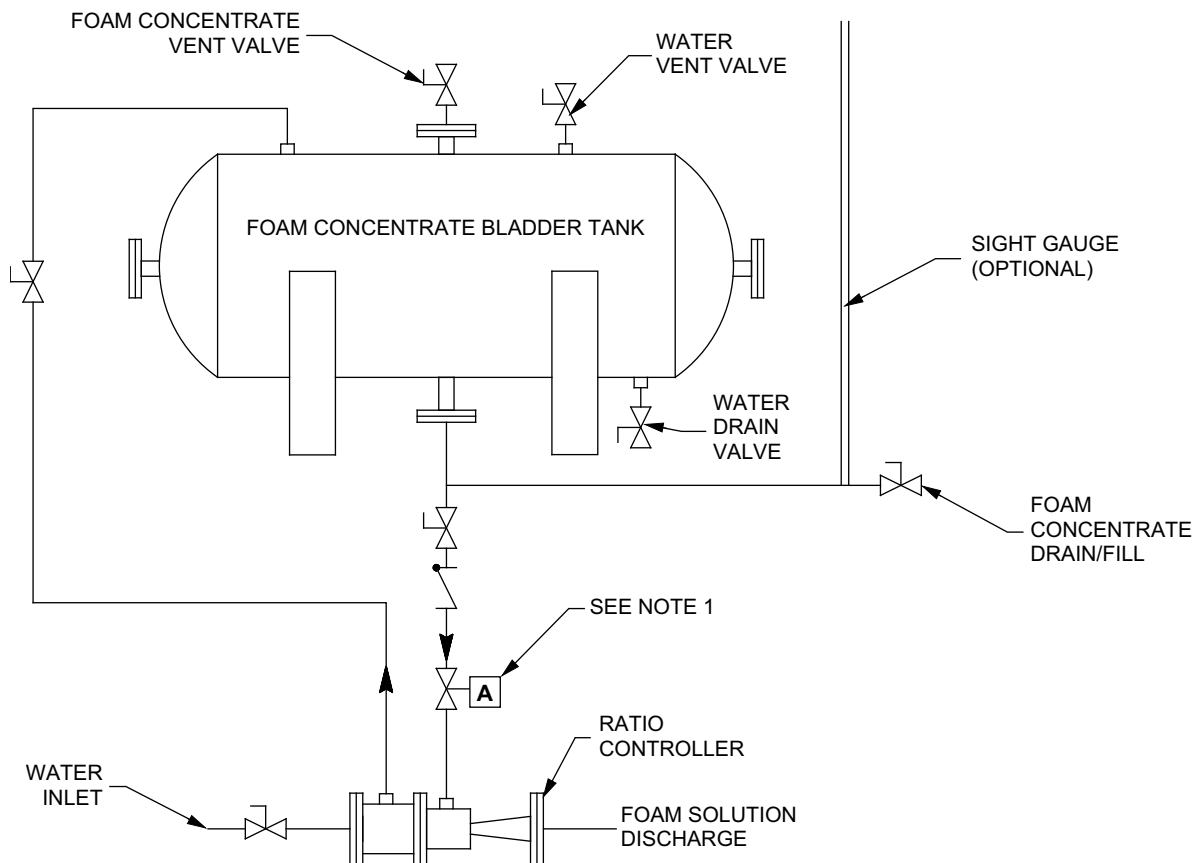 FOAM CONCENTRATE
VENT VALVE
WATER
VENT VALVE
FOAM CONCENTRATE BLADDER TANK
SIGHT GAUGE
(OPTIONAL)
WATER
DRAIN
VALVE
FOAM
CONCENTRATE
DRAIN/FILL
SEE NOTE 1
A
RATIO
CONTROLLER
WATER
INLET
FOAM SOLUTION
DISCHARGE